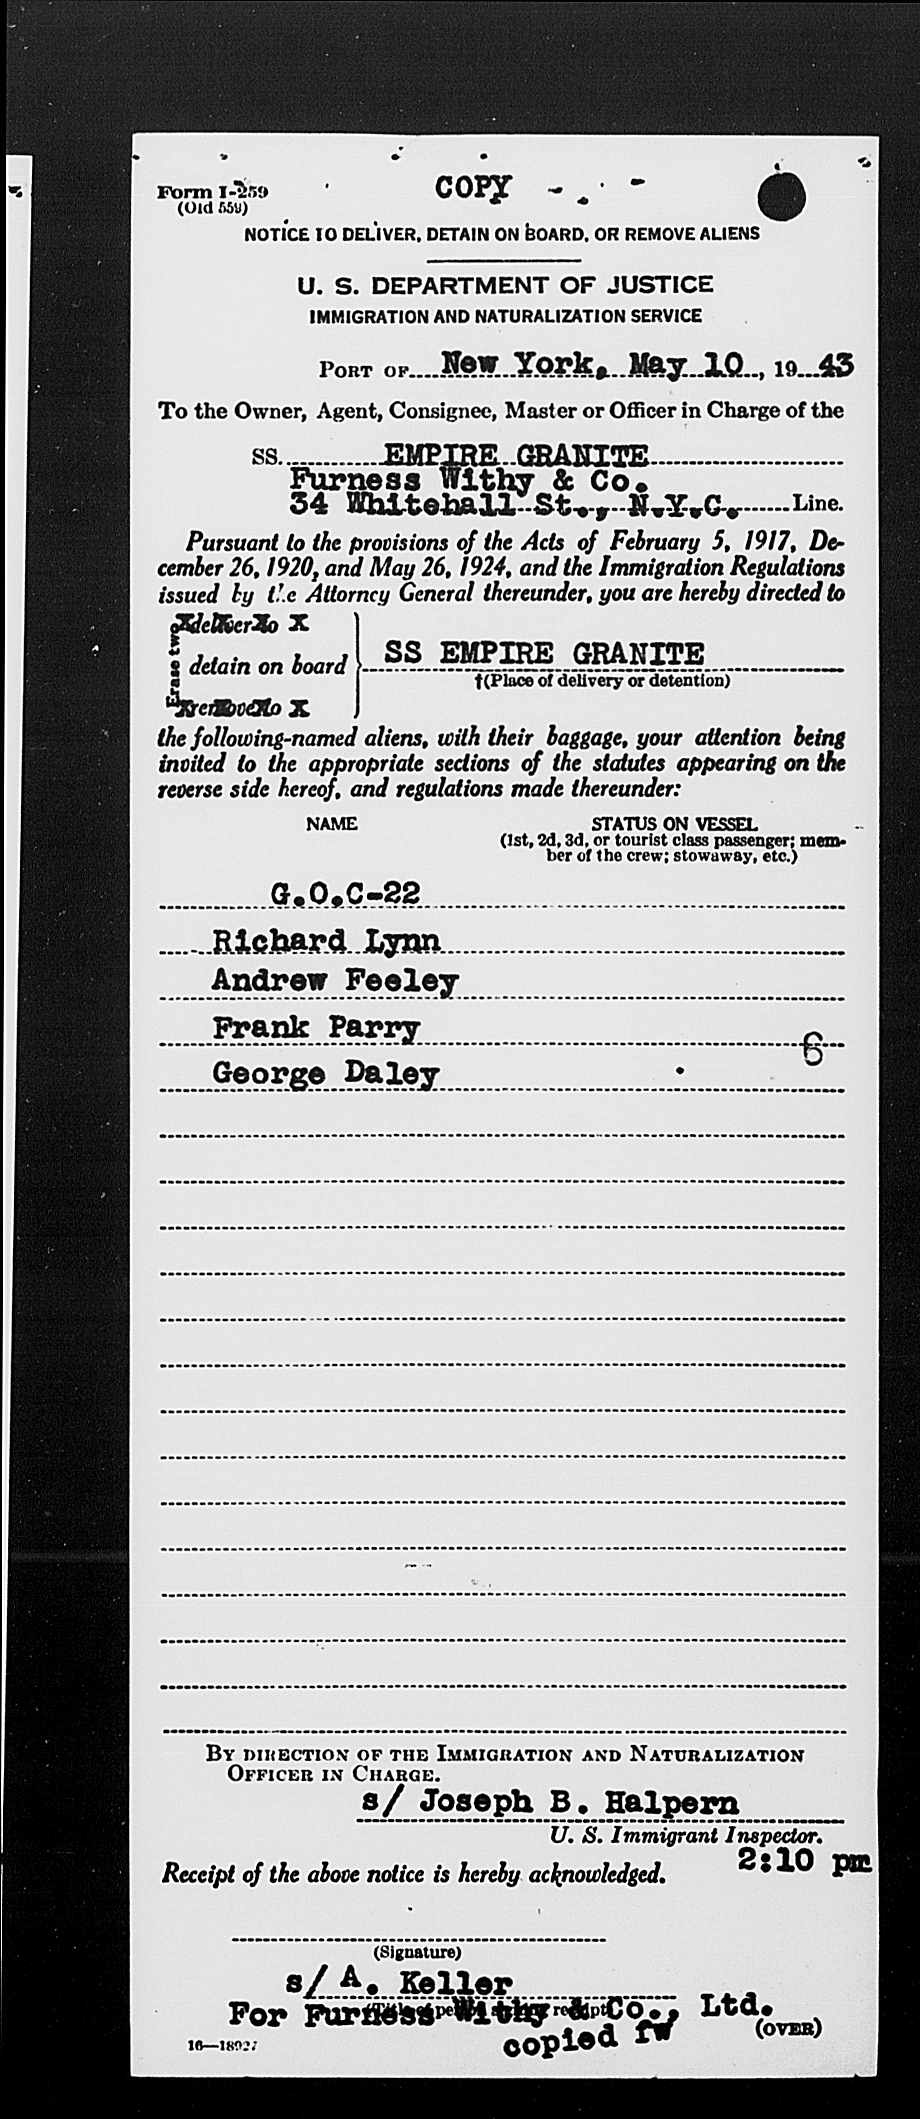 Form I-259
(Old 559)
COPY
NOTICE TO DELIVER, DETAIN ON BOARD, OR REMOVE ALIENS
U. S. DEPARTMENT OF JUSTICE
IMMIGRATION AND NATURALIZATION SERVICE
PORT OF New York, May 10, 1943
To the Owner, Agent, Consignee, Master or Officer in Charge of the
SS. EMPIRE GRANITE
Furness Withy & Co.
34 Whitehall St., N.Y.C. Line.
Pursuant to the provisions of the Acts of February 5, 1917, De-
cember 26, 1920, and May 26, 1924, and the Immigration Regulations
issued by the Attorney General thereunder, you are hereby directed to
Erase two
deliver to X
detain on board SS EMPIRE GRANITE
†(Place of delivery or detention)
remove to X
the following-named aliens, with their baggage, your attention being
invited to the appropriate sections of the statutes appearing on the
reverse side hereof, and regulations made thereunder:
NAME STATUS ON VESSEL
(1st, 2d, 3d, or tourist class passenger; mem-
ber of the crew; stowaway, etc.)
G.O.C-22
Richard Lynn
Andrew Feeley
Frank Parry
6
George Daley
BY DIRECTION OF THE IMMIGRATION AND NATURALIZATION
OFFICER IN CHARGE.
s/ Joseph B. Halpern
U. S. Immigrant Inspector.
2:10 pm
Receipt of the above notice is hereby acknowledged.
(Signature)
s/ A. Keller
For Furness Withy & Co., Ltd.
(OVER)
copied fw